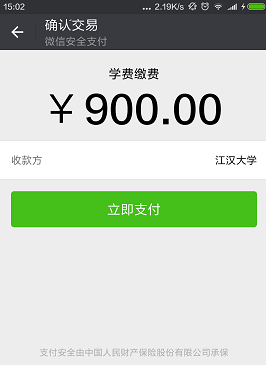 15:02
... 2.19K/s
确认交易
微信安全支付
学费缴费
￥900.00
收款方 江汉大学
立即支付
支付安全由中国人民财产保险股份有限公司承保